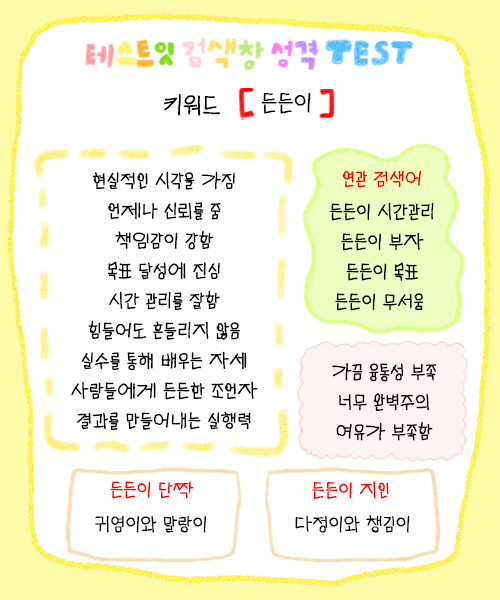 테스트잇 검색창 성격 TEST
키워드 [ 든든이 ]
현실적인 시각을 가짐
언제나 신뢰를 줌
책임감이 강함
목표 달성에 진심
시간 관리를 잘함
힘들어도 흔들리지 않음
실수를 통해 배우는 자세
사람들에게 든든한 조언자
결과를 만들어내는 실행력
연관 검색어
든든이 시간관리
든든이 부자
든든이 목표
든든이 무서움
가끔 융통성 부족
너무 완벽주의
여유가 부족함
든든이 단짝
귀염이와 말랑이
든든이 지인
다정이와 챙김이